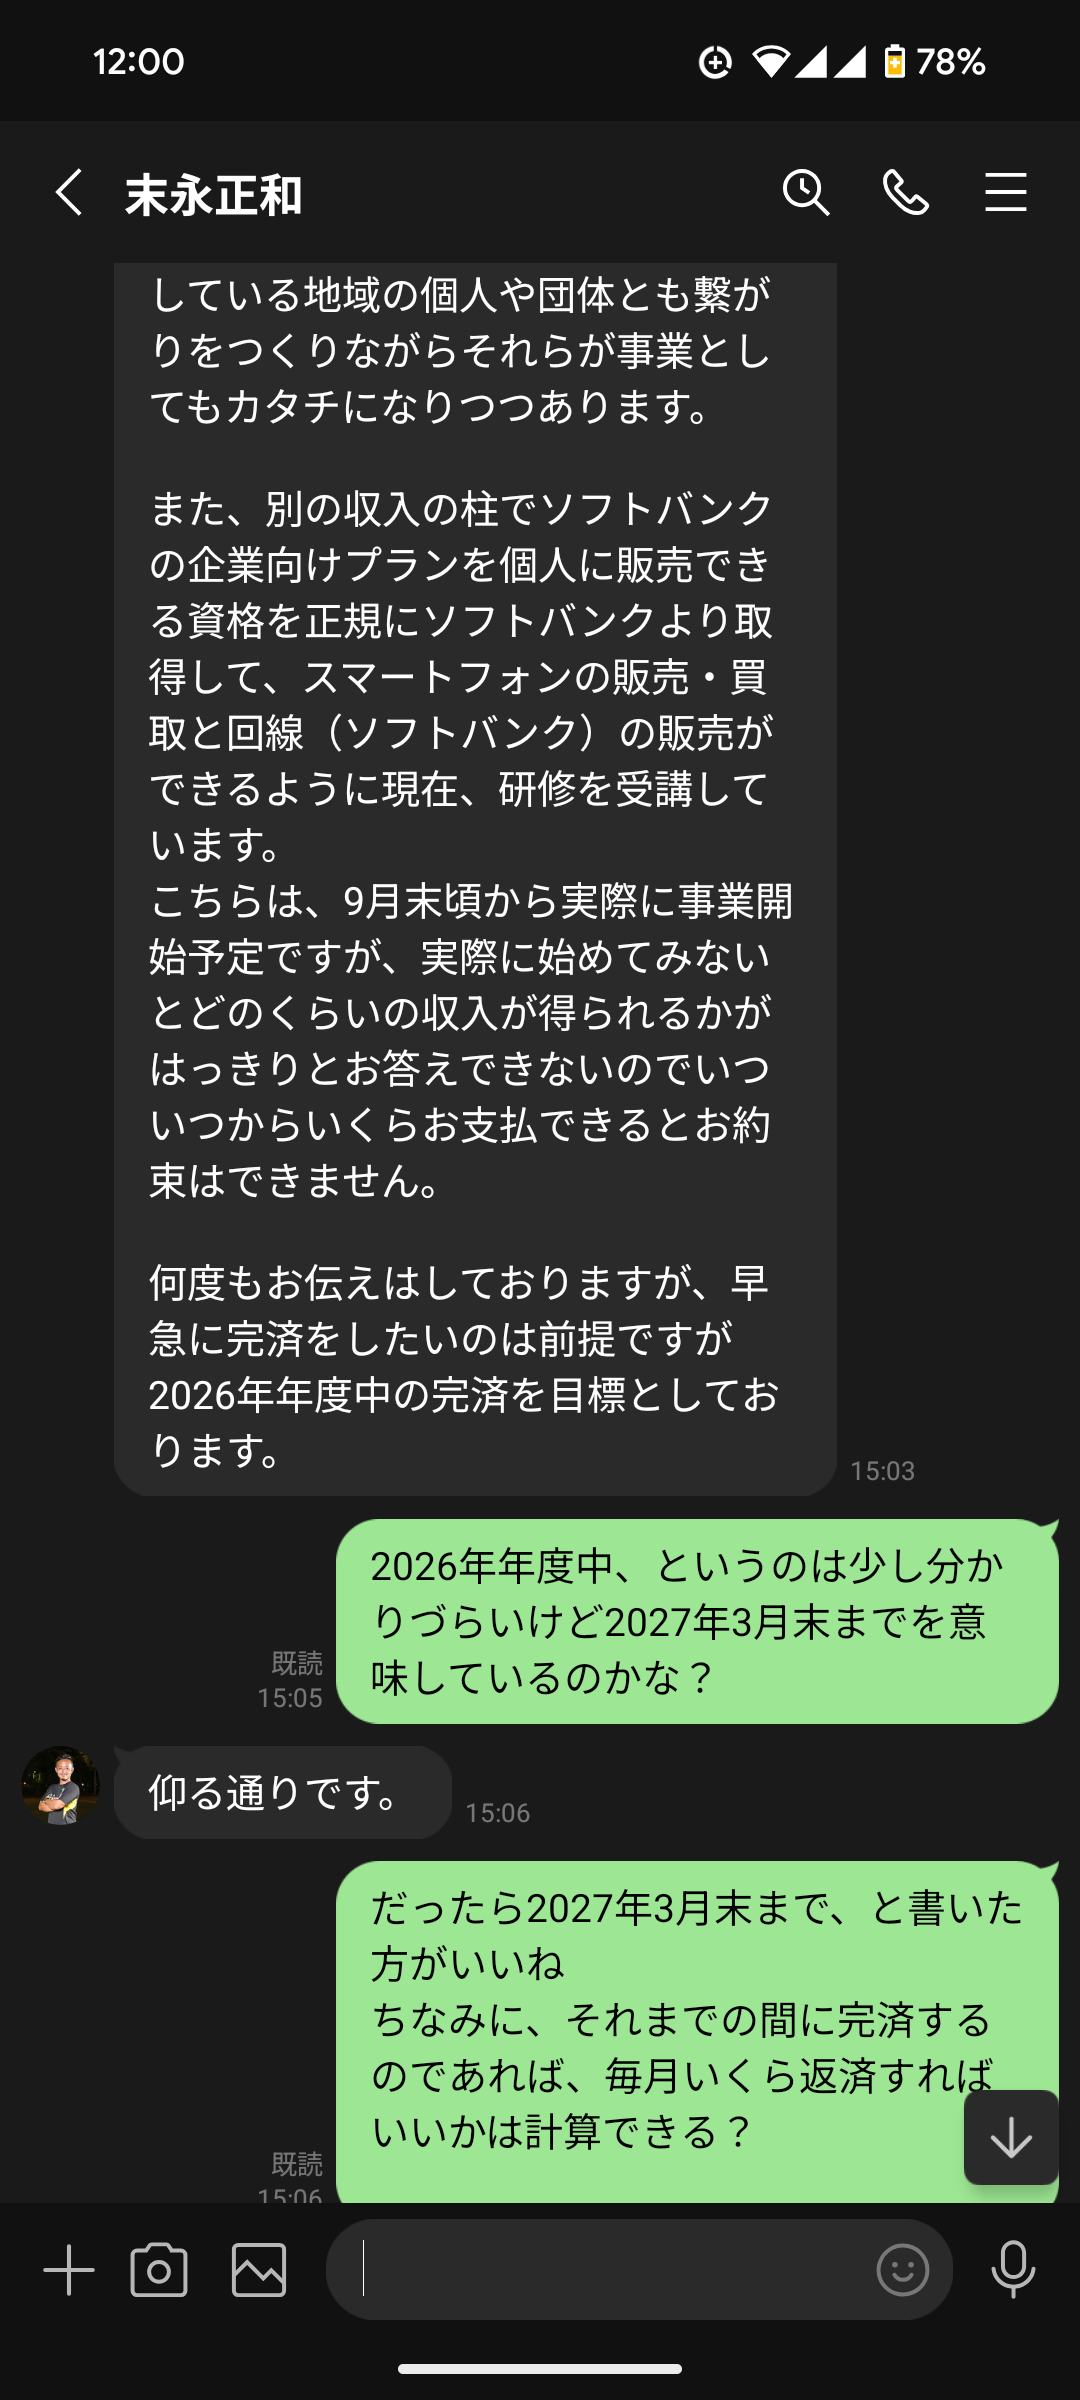 12:00
78%
末永正和
している地域の個人や団体とも繋が
りをつくりながらそれらが事業とし
てもカタチになりつつあります。
また、別の収入の柱でソフトバンク
の企業向けプランを個人に販売でき
る資格を正規にソフトバンクより取
得して、スマートフォンの販売・買
取と回線（ソフトバンク）の販売が
できるように現在、研修を受講して
います。
こちらは、9月末頃から実際に事業開
始予定ですが、実際に始めてみない
とどのくらいの収入が得られるかが
はっきりとお答えできないのでいつ
いつからいくらお支払できるとお約
束はできません。
何度もお伝えはしておりますが、早
急に完済をしたいのは前提ですが
2026年年度中の完済を目標としてお
ります。
15:03
2026年年度中、というのは少し分か
りづらいけど2027年3月末までを意
味しているのかな？
既読
15:05
仰る通りです。
15:06
だったら2027年3月末まで、と書いた
方がいいね
ちなみに、それまでの間に完済する
のであれば、毎月いくら返済すれば
いいかは計算できる？
既読
15:06